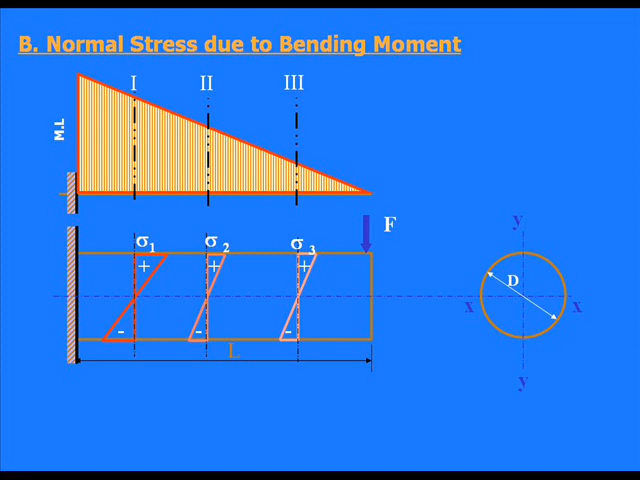 B. Normal Stress due to Bending Moment
I II III
M.L
F
σ1 σ2 σ3
+ + +
- - -
L
y
D
x x
y